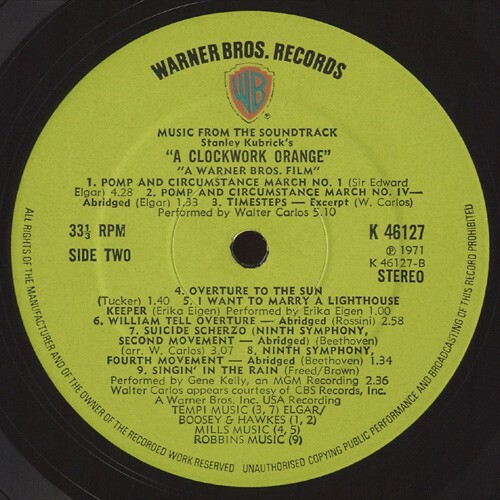 WARNER BROS. RECORDS
WB
MUSIC FROM THE SOUNDTRACK
Stanley Kubrick's
"A CLOCKWORK ORANGE"
"A WARNER BROS. FILM"
1. POMP AND CIRCUMSTANCE MARCH NO. 1 (Sir Edward
Elgar) 4.28 2. POMP AND CIRCUMSTANCE MARCH NO. IV—
Abridged (Elgar) 1.33 3. TIMESTEPS — Excerpt (W. Carlos)
Performed by Walter Carlos 5.10
33⅓ RPM
SIDE TWO
K 46127
Ⓟ 1971
K 46127-B
STEREO
4. OVERTURE TO THE SUN
(Tucker) 1.40 5. I WANT TO MARRY A LIGHTHOUSE
KEEPER (Erika Eigen) Performed by Erika Eigen 1.00
6. WILLIAM TELL OVERTURE — Abridged (Rossini) 2.58
7. SUICIDE SCHERZO (NINTH SYMPHONY,
SECOND MOVEMENT — Abridged) (Beethoven)
(arr. W. Carlos) 3.07 8. NINTH SYMPHONY,
FOURTH MOVEMENT — Abridged (Beethoven) 1.34
9. SINGIN' IN THE RAIN (Freed/Brown)
Performed by Gene Kelly, an MGM Recording 2.36
Walter Carlos appears courtesy of CBS Records, Inc.
A Warner Bros. Inc. USA Recording
TEMPI MUSIC (3, 7) ELGAR/
BOOSEY & HAWKES (1, 2)
MILLS MUSIC (4, 5)
ROBBINS MUSIC (9)
ALL RIGHTS OF THE MANUFACTURER AND OF THE OWNER OF THE RECORDED WORK RESERVED UNAUTHORISED COPYING PUBLIC PERFORMANCE AND BROADCASTING OF THIS RECORD PROHIBITED